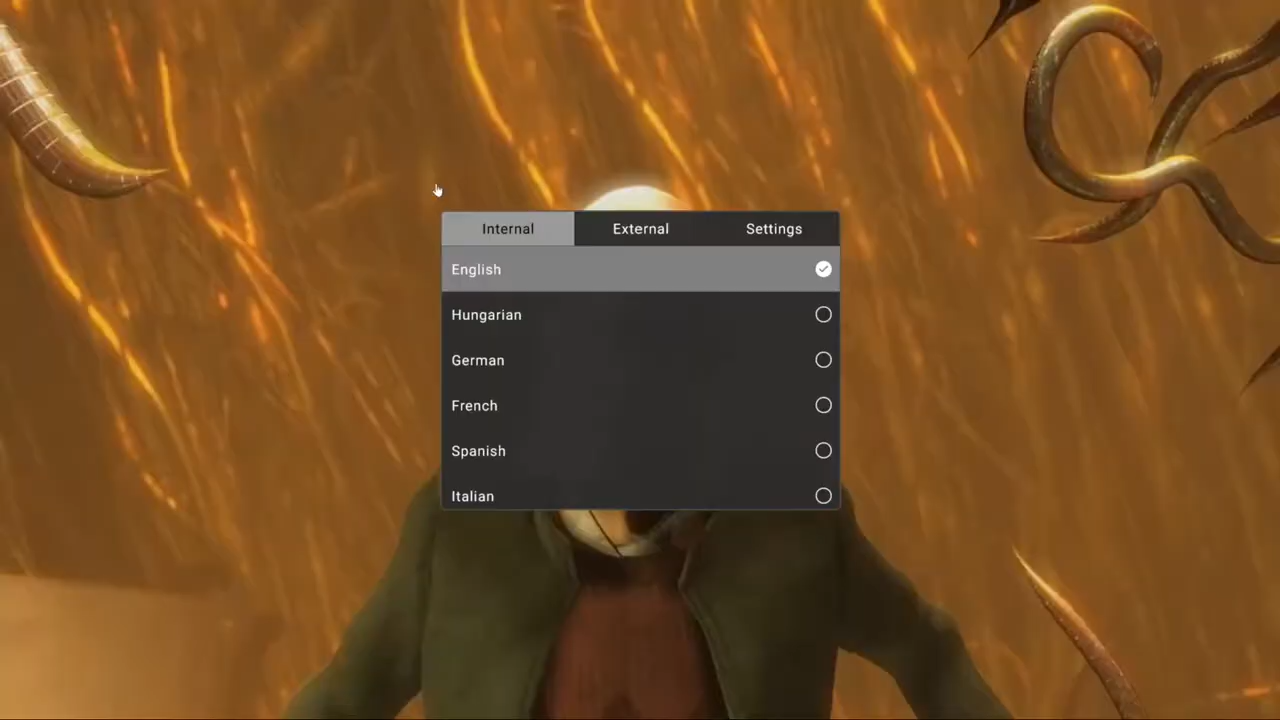 Internal External Settings
English
Hungarian
German
French
Spanish
Italian